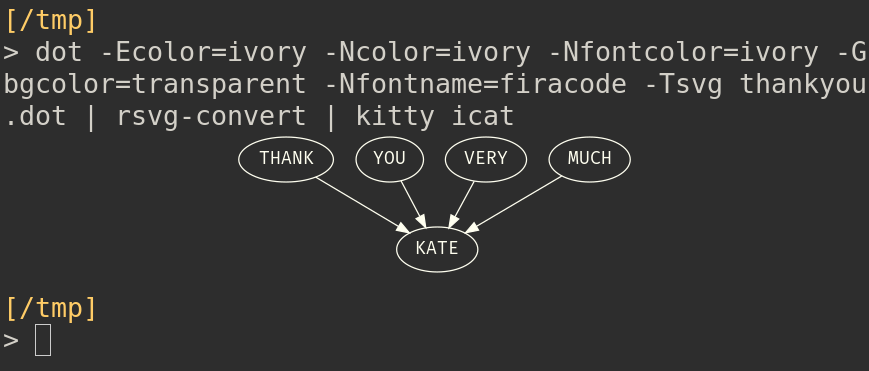 [/tmp]
> dot -Ecolor=ivory -Ncolor=ivory -Nfontcolor=ivory -G
bgcolor=transparent -Nfontname=firacode -Tsvg thankyou
.dot | rsvg-convert | kitty icat
THANK YOU VERY MUCH
KATE
[/tmp]
>